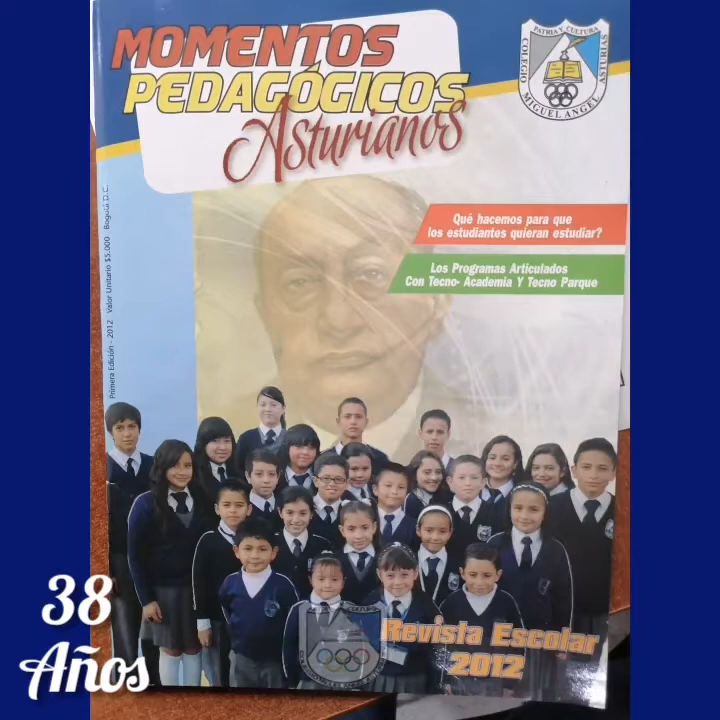 MOMENTOS
PEDAGÓGICOS
Asturianos
PATRIA Y CULTURA
COLEGIO
MIGUEL ANGEL
ASTURIAS
Qué hacemos para que
los estudiantes quieran estudiar?
Los Programas Articulados
Con Tecno- Academia Y Tecno Parque
Primera Edición - 2012 Valor Unitario $5.000 Bogotá D.C.
Revista Escolar
2012
38
Años